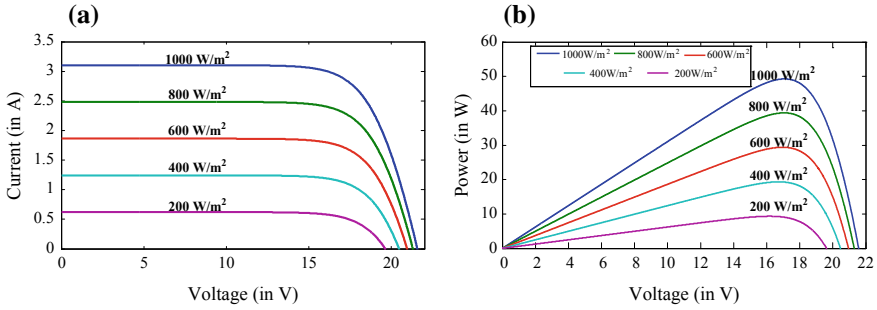 (a)
3.5
3
2.5
2
1.5
1
0.5
0
Current (in A)
1000 W/m²
800 W/m²
600 W/m²
400 W/m²
200 W/m²
0 5 10 15 20
Voltage (in V)
(b)
60
50
40
30
20
10
0
Power (in W)
1000W/m² 800W/m² 600W/m²
400W/m² 200W/m²
1000 W/m²
800 W/m²
600 W/m²
400 W/m²
200 W/m²
0 2 4 6 8 10 12 14 16 18 20 22
Voltage (in V)